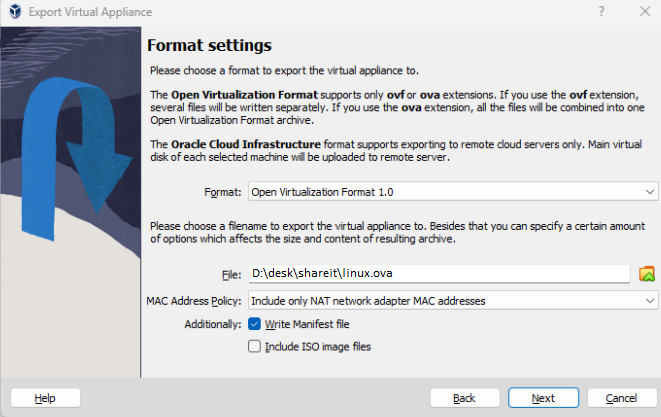 Export Virtual Appliance
Format settings
Please choose a format to export the virtual appliance to.
The Open Virtualization Format supports only ovf or ova extensions. If you use the ovf extension,
several files will be written separately. If you use the ova extension, all the files will be combined into one
Open Virtualization Format archive.
The Oracle Cloud Infrastructure format supports exporting to remote cloud servers only. Main virtual
disk of each selected machine will be uploaded to remote server.
Format: Open Virtualization Format 1.0
Please choose a filename to export the virtual appliance to. Besides that you can specify a certain amount
of options which affects the size and content of resulting archive.
File: D:\desk\shareit\linux.ova
MAC Address Policy: Include only NAT network adapter MAC addresses
Additionally: Write Manifest file
Include ISO image files
Help Back Next Cancel